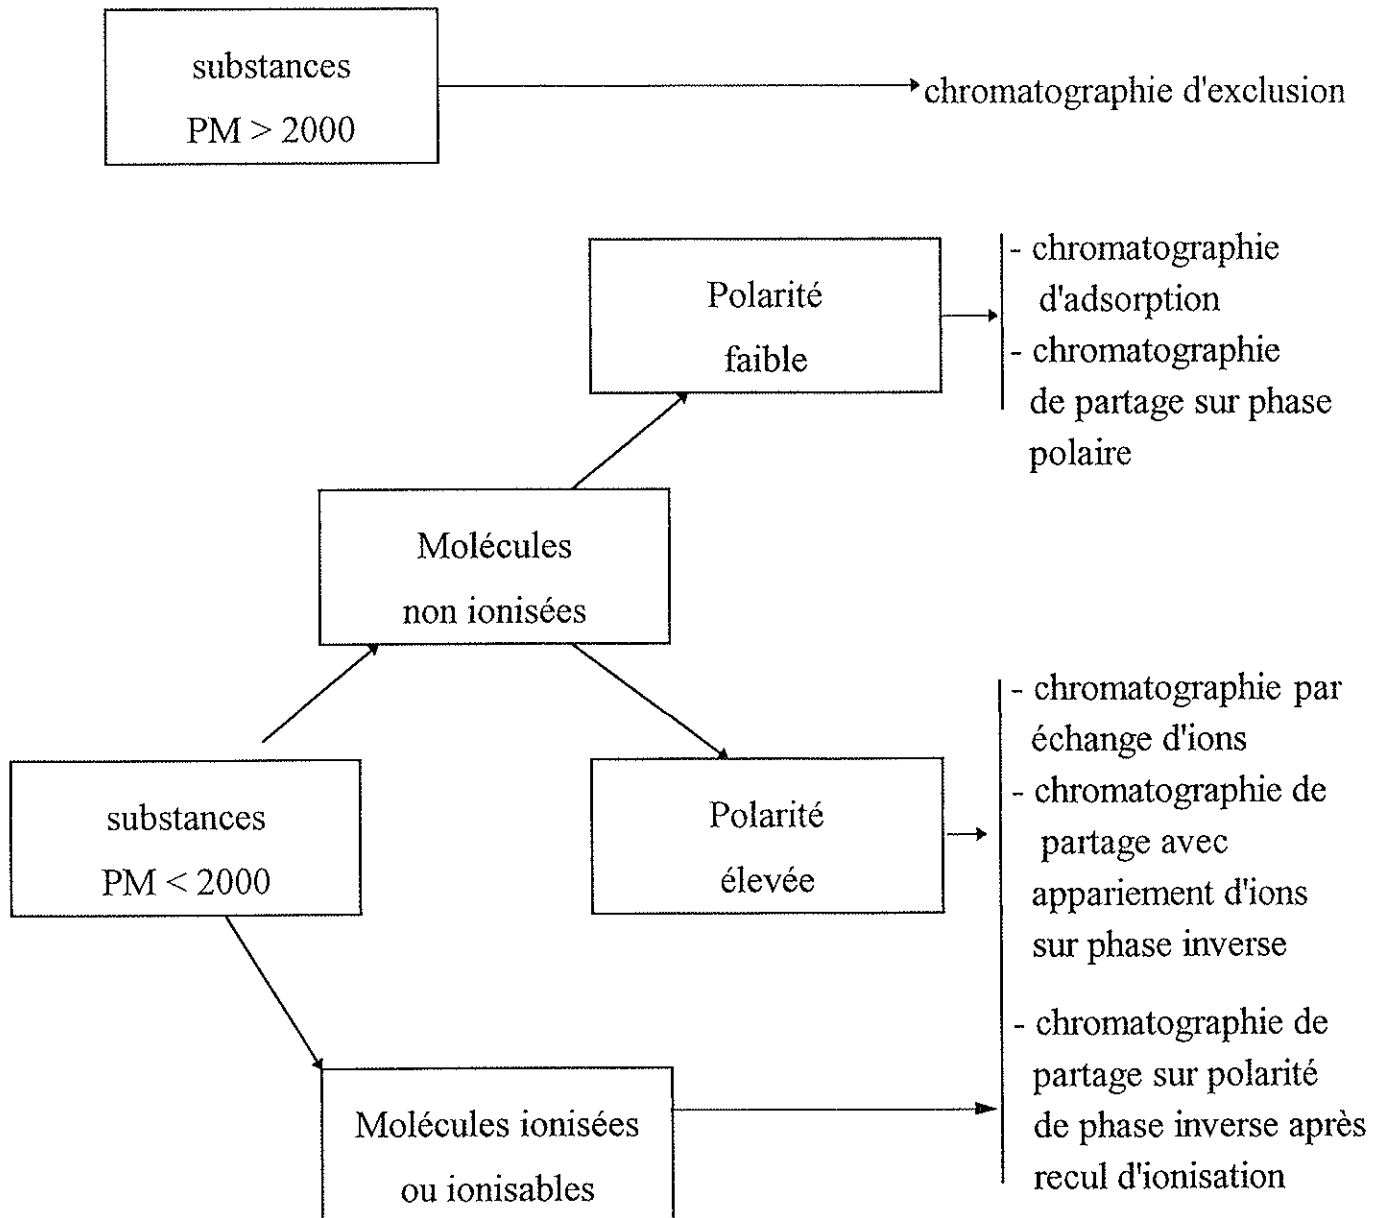 substances
PM > 2000
chromatographie d'exclusion
Polarité
faible
- chromatographie
d'adsorption
- chromatographie
de partage sur phase
polaire
Molécules
non ionisées
substances
PM < 2000
Polarité
élevée
- chromatographie par
échange d'ions
- chromatographie de
partage avec
appariement d'ions
sur phase inverse
- chromatographie de
partage sur polarité
de phase inverse après
recul d'ionisation
Molécules ionisées
ou ionisables